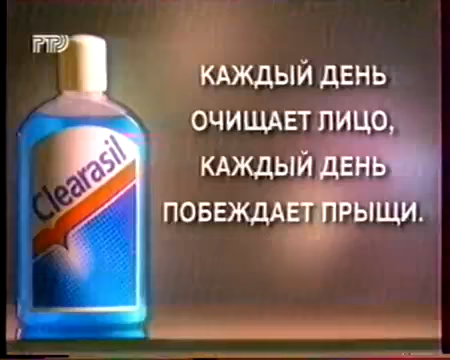 РТР
КАЖДЫЙ ДЕНЬ
ОЧИЩАЕТ ЛИЦО,
КАЖДЫЙ ДЕНЬ
ПОБЕЖДАЕТ ПРЫЩИ.
Clearasil